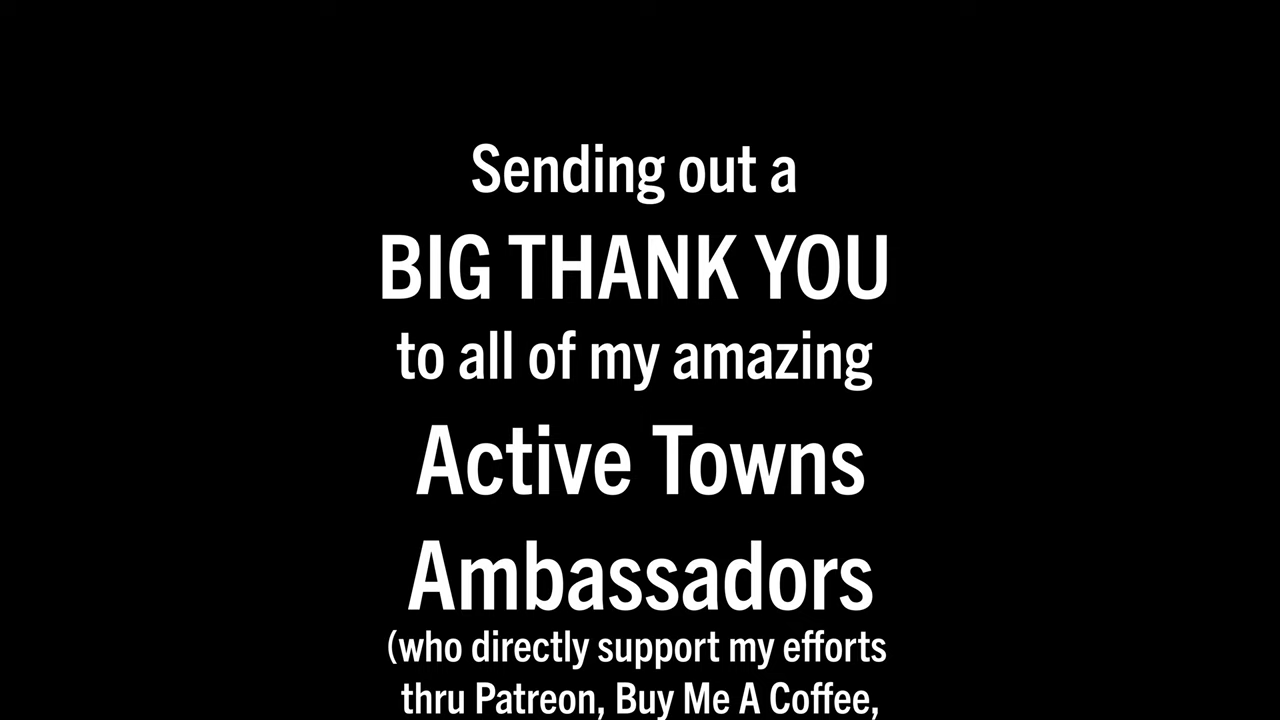 Sending out a
BIG THANK YOU
to all of my amazing
Active Towns
Ambassadors
(who directly support my efforts
thru Patreon, Buy Me A Coffee,